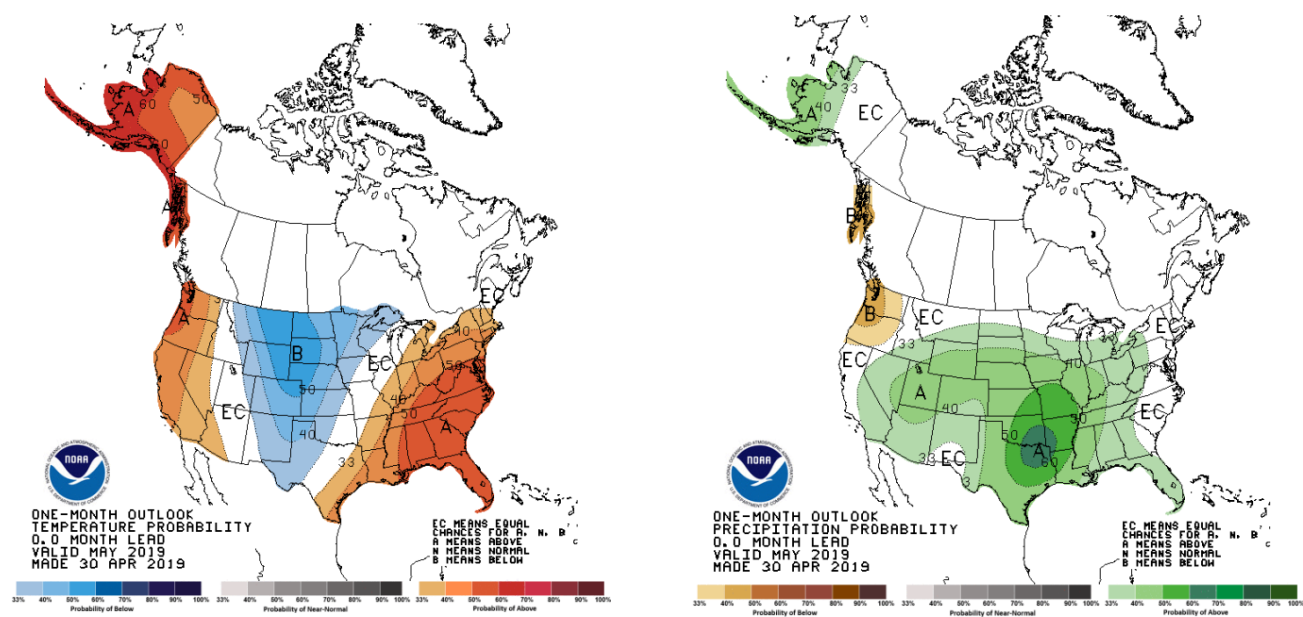 A
60
50
60
A
A
B
EC
EC
EC
40
50
50
40
50
40
A
33
NOAA
ONE-MONTH OUTLOOK
TEMPERATURE PROBABILITY
0.0 MONTH LEAD
VALID MAY 2019
MADE 30 APR 2019
EC MEANS EQUAL
CHANCES FOR A, N, B
A MEANS ABOVE
N MEANS NORMAL
B MEANS BELOW
33% 40% 50% 60% 70% 80% 90% 100%
Probability of Below
33% 40% 50% 60% 70% 80% 90% 100%
Probability of Near-Normal
33% 40% 50% 60% 70% 80% 90% 100%
Probability of Above
33
EC
A
40
B
B
EC
EC
EC
EC
EC
33
33
40
A
40
50
50
A
60
33
NOAA
ONE-MONTH OUTLOOK
PRECIPITATION PROBABILITY
0.0 MONTH LEAD
VALID MAY 2019
MADE 30 APR 2019
EC MEANS EQUAL
CHANCES FOR A, N, B
A MEANS ABOVE
N MEANS NORMAL
B MEANS BELOW
33% 40% 50% 60% 70% 80% 90% 100%
Probability of Below
33% 40% 50% 60% 70% 80% 90% 100%
Probability of Near-Normal
33% 40% 50% 60% 70% 80% 90% 100%
Probability of Above